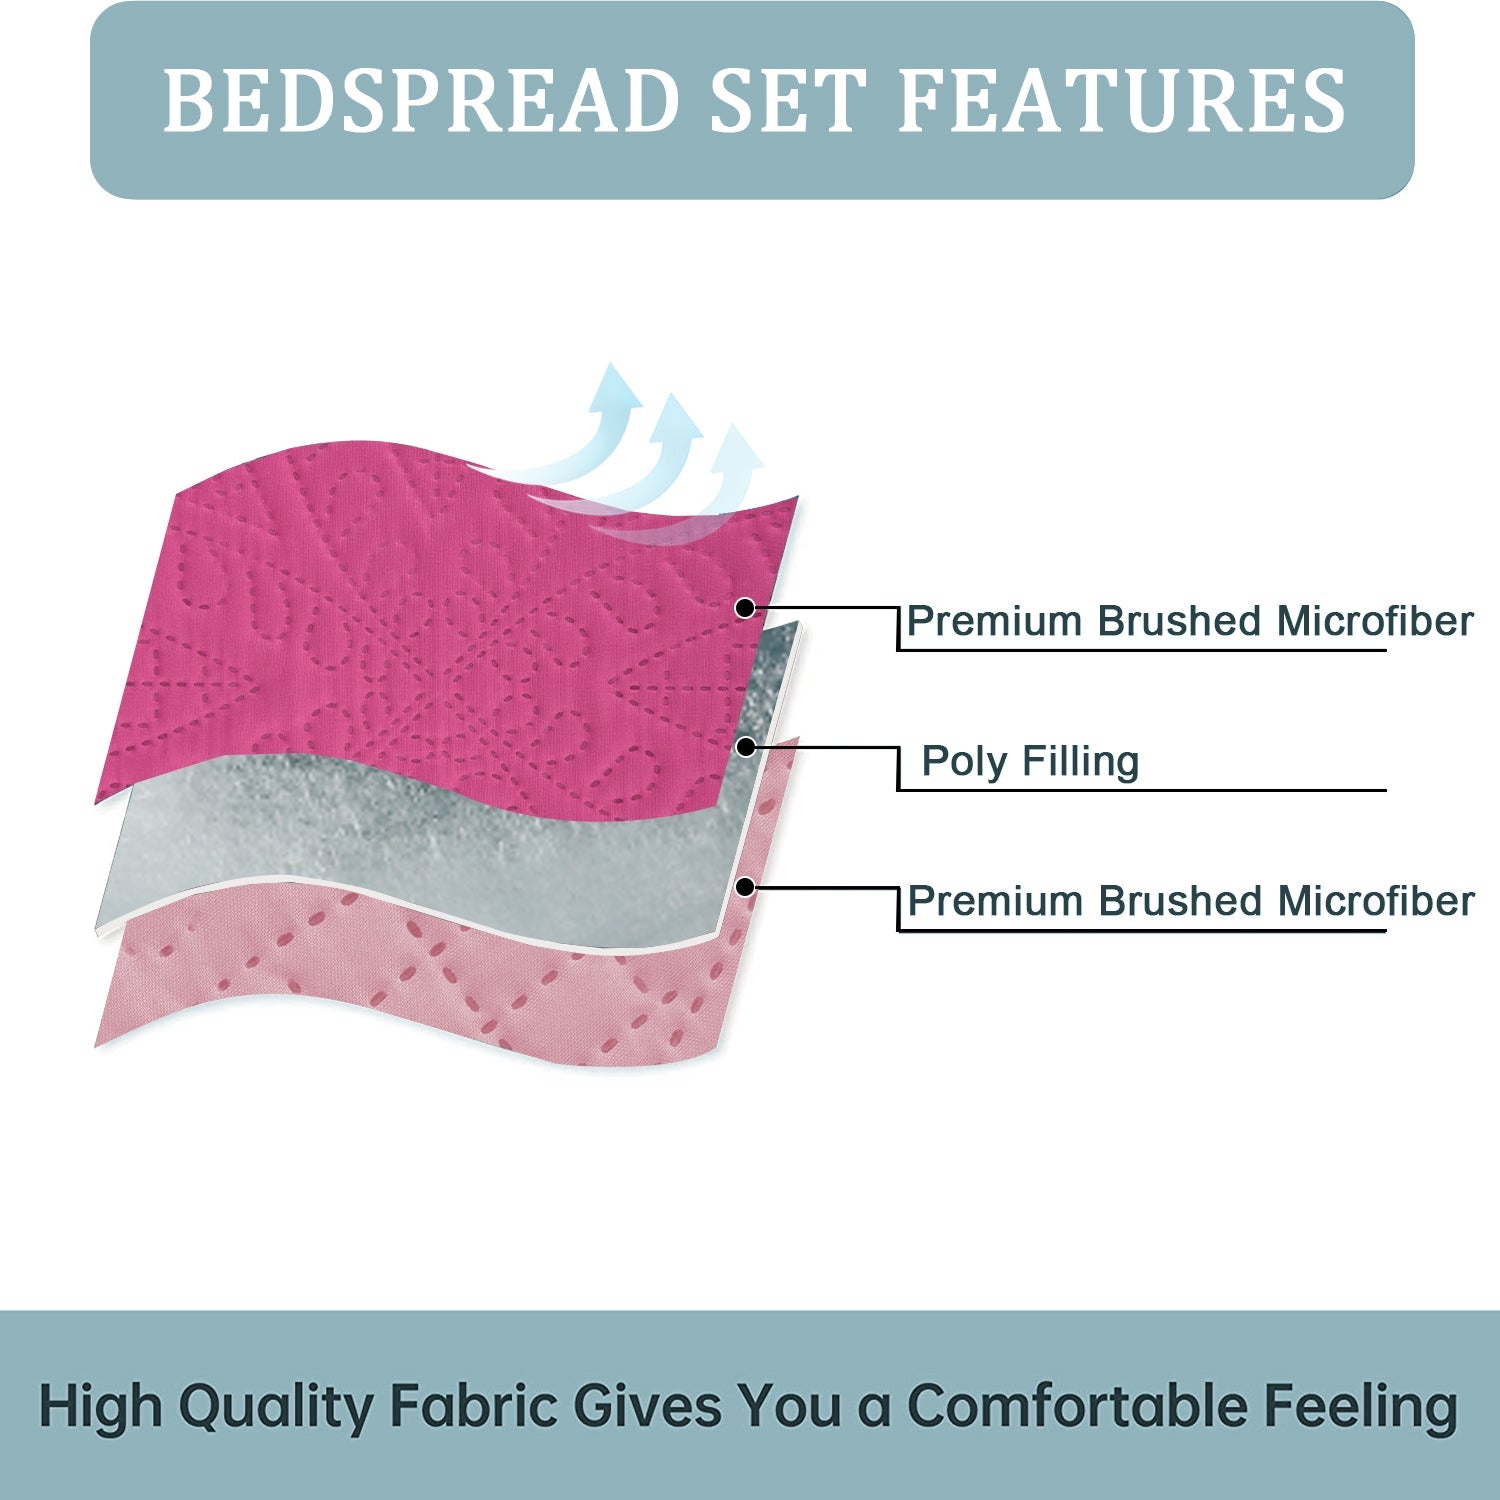 BEDSPREAD SET FEATURES
Premium Brushed Microfiber
Poly Filling
Premium Brushed Microfiber
High Quality Fabric Gives You a Comfortable Feeling